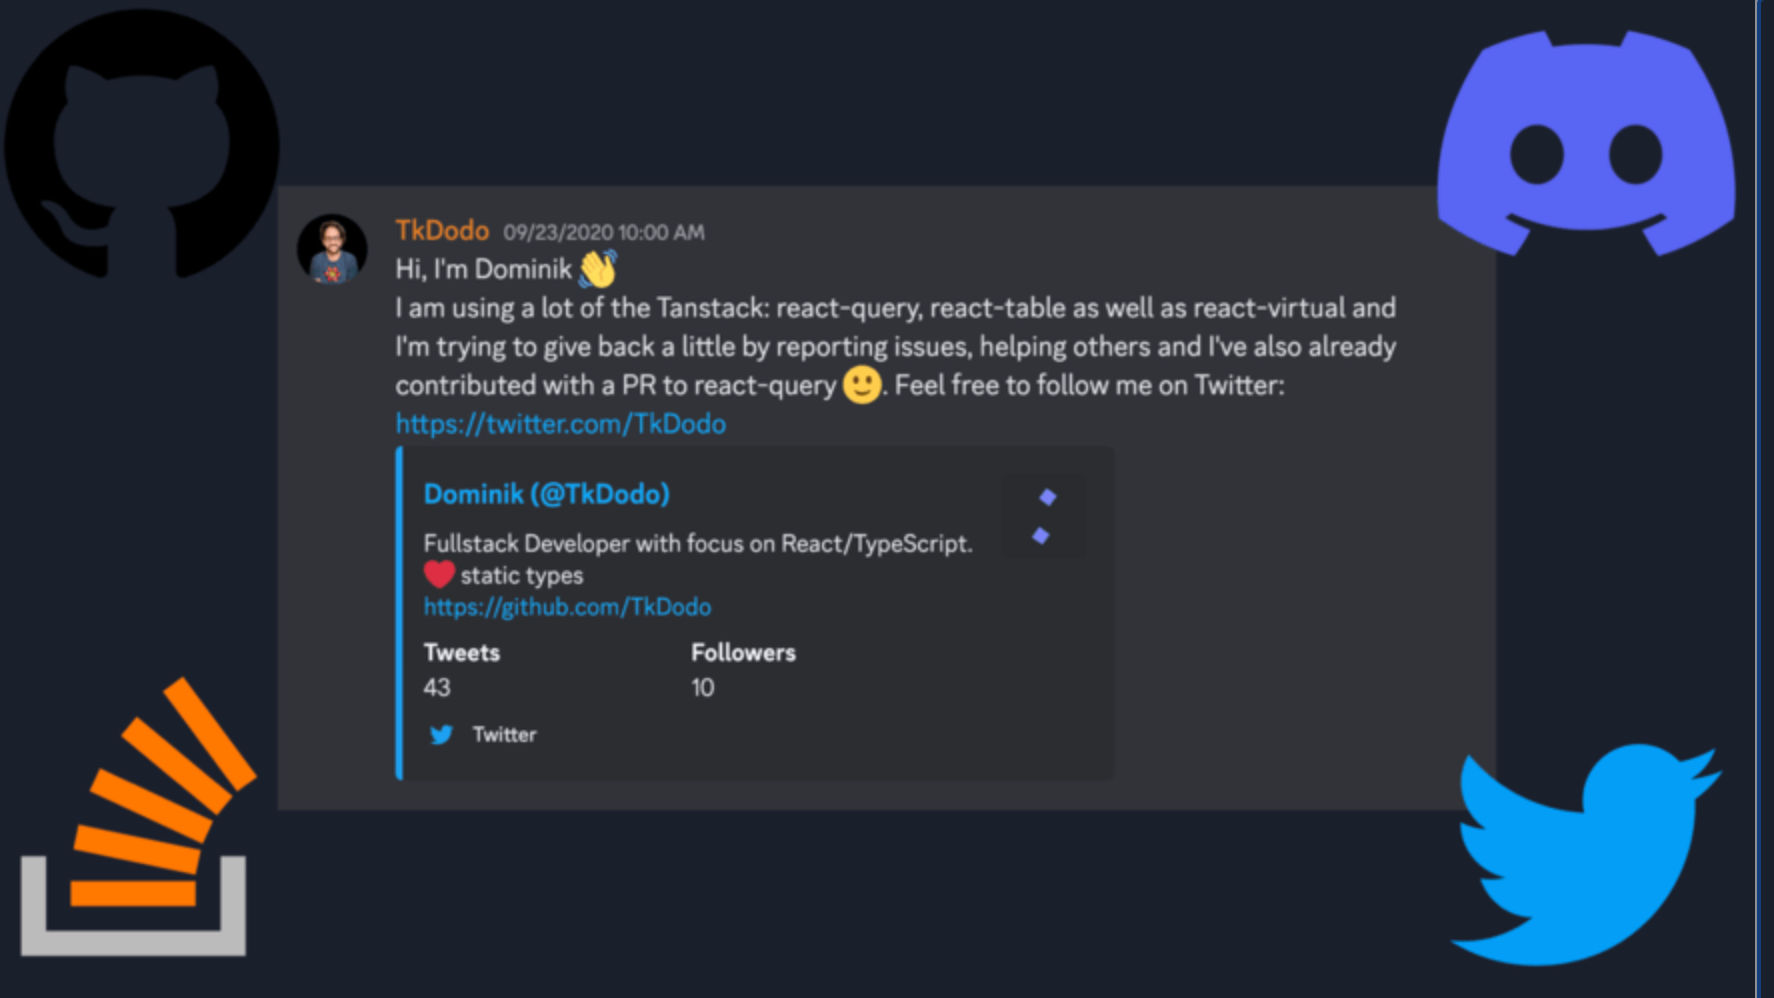 TkDodo 09/23/2020 10:00 AM
Hi, I'm Dominik 👋
I am using a lot of the Tanstack: react-query, react-table as well as react-virtual and
I'm trying to give back a little by reporting issues, helping others and I've also already
contributed with a PR to react-query 🙂. Feel free to follow me on Twitter:
https://twitter.com/TkDodo
Dominik (@TkDodo)
Fullstack Developer with focus on React/TypeScript.
❤️ static types
https://github.com/TkDodo
Tweets Followers
43 10
Twitter